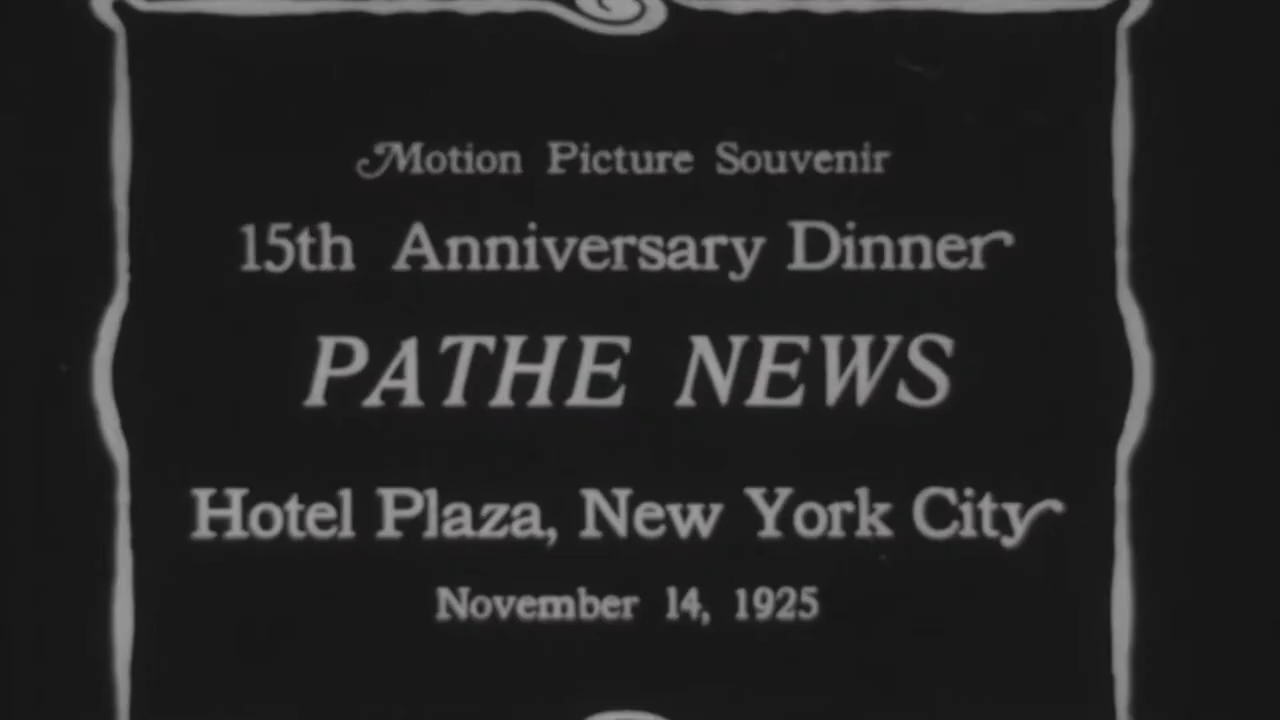 Motion Picture Souvenir
15th Anniversary Dinner
PATHE NEWS
Hotel Plaza, New York City
November 14, 1925